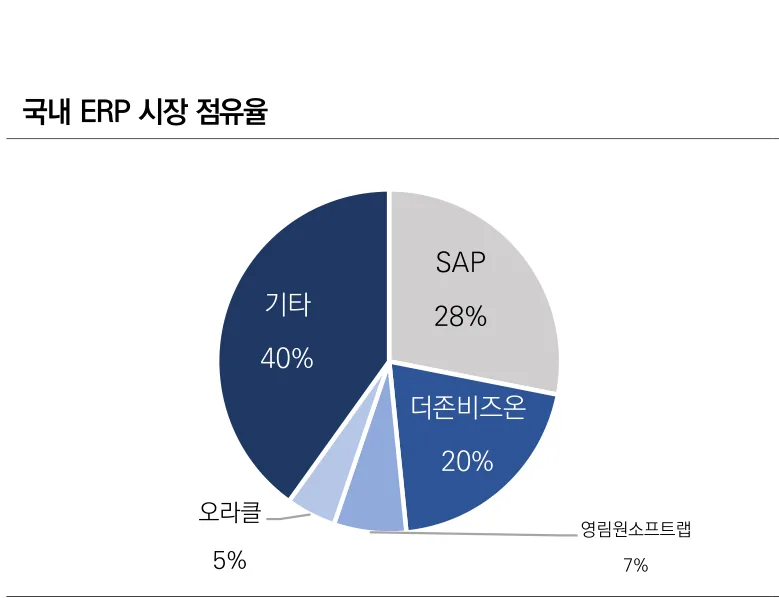 국내 ERP 시장 점유율
SAP
28%
더존비즈온
20%
영림원소프트랩
7%
오라클
5%
기타
40%